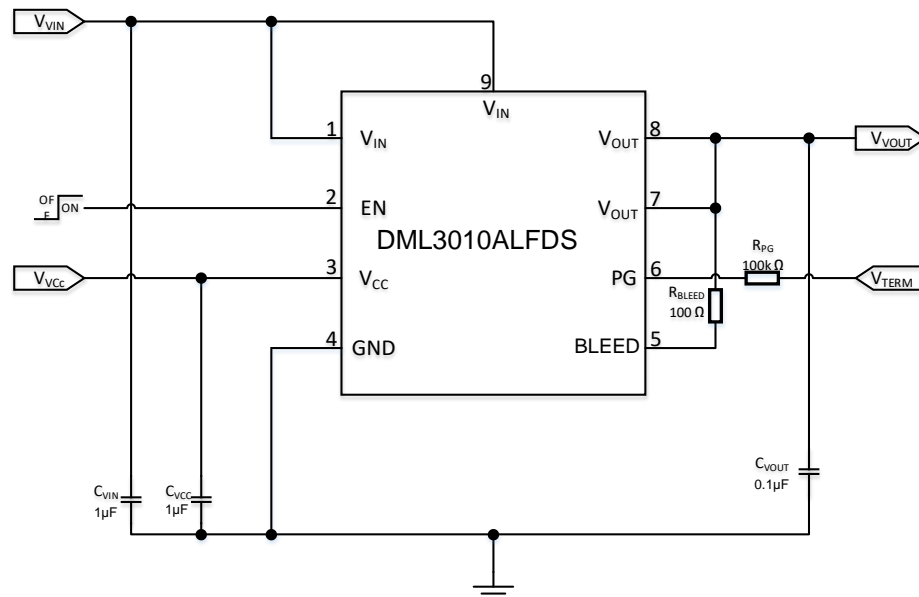 VVIN
9
VIN
1
VIN
VOUT
8
VVOUT
OF
F
ON
2
EN
VOUT
7
DML3010ALFDS
RPG
100k Ω
VVCc
3
VCC
PG
6
VTERM
RBLEED
100 Ω
4
GND
BLEED
5
CVIN
1µF
CVCC
1µF
CVOUT
0.1µF